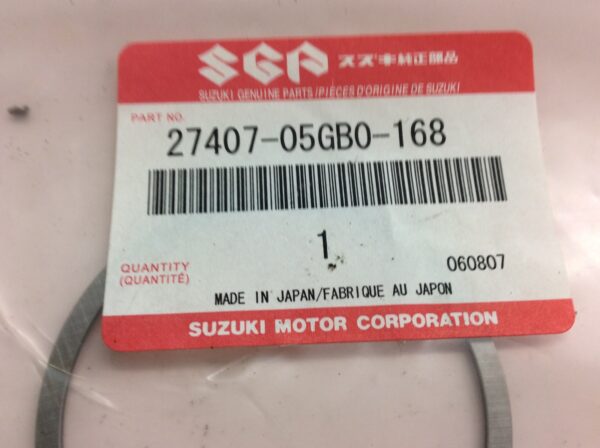 SGP スズキ純正部品
SUZUKI GENUINE PARTS/PIÈCES D'ORIGINE DE SUZUKI
PART NO.
27407-05GB0-168
1
QUANTITY
(QUANTITÉ)
060807
MADE IN JAPAN/FABRIQUE AU JAPON
SUZUKI MOTOR CORPORATION